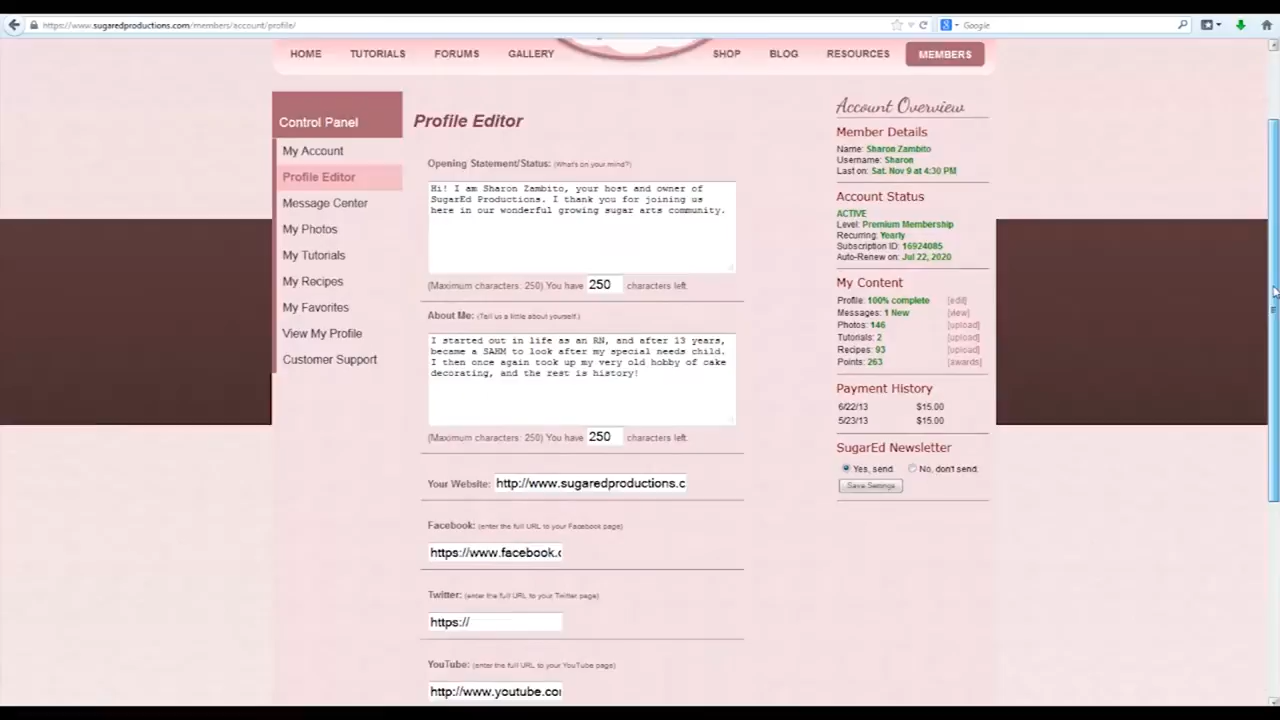 https://www.sugaredproductions.com/members/account/profile/
Google
HOME TUTORIALS FORUMS GALLERY SHOP BLOG RESOURCES MEMBERS
Control Panel
My Account
Profile Editor
Message Center
My Photos
My Tutorials
My Recipes
My Favorites
View My Profile
Customer Support
Profile Editor
Opening Statement/Status: (What's on your mind?)
Hi! I am Sharon Zambito, your host and owner of
SugarEd Productions. I thank you for joining us
here in our wonderful growing sugar arts community.
(Maximum characters: 250) You have 250 characters left.
About Me: (Tell us a little about yourself.)
I started out in life as an RN, and after 13 years,
became a SAHM to look after my special needs child.
I then once again took up my very old hobby of cake
decorating, and the rest is history!
(Maximum characters: 250) You have 250 characters left.
Your Website: http://www.sugaredproductions.c
Facebook: (enter the full URL to your Facebook page)
https://www.facebook.c
Twitter: (enter the full URL to your Twitter page)
https://
YouTube: (enter the full URL to your YouTube page)
http://www.youtube.cor
Account Overview
Member Details
Name: Sharon Zambito
Username: Sharon
Last on: Sat. Nov 9 at 4:30 PM
Account Status
ACTIVE
Level: Premium Membership
Recurring: Yearly
Subscription ID: 16924085
Auto-Renew on: Jul 22, 2020
My Content
Profile: 100% complete [edit]
Messages: 1 New [view]
Photos: 146 [upload]
Tutorials: 2 [upload]
Recipes: 93 [upload]
Points: 263 [awards]
Payment History
6/22/13 $15.00
5/23/13 $15.00
SugarEd Newsletter
Yes, send. No, don't send.
Save Settings